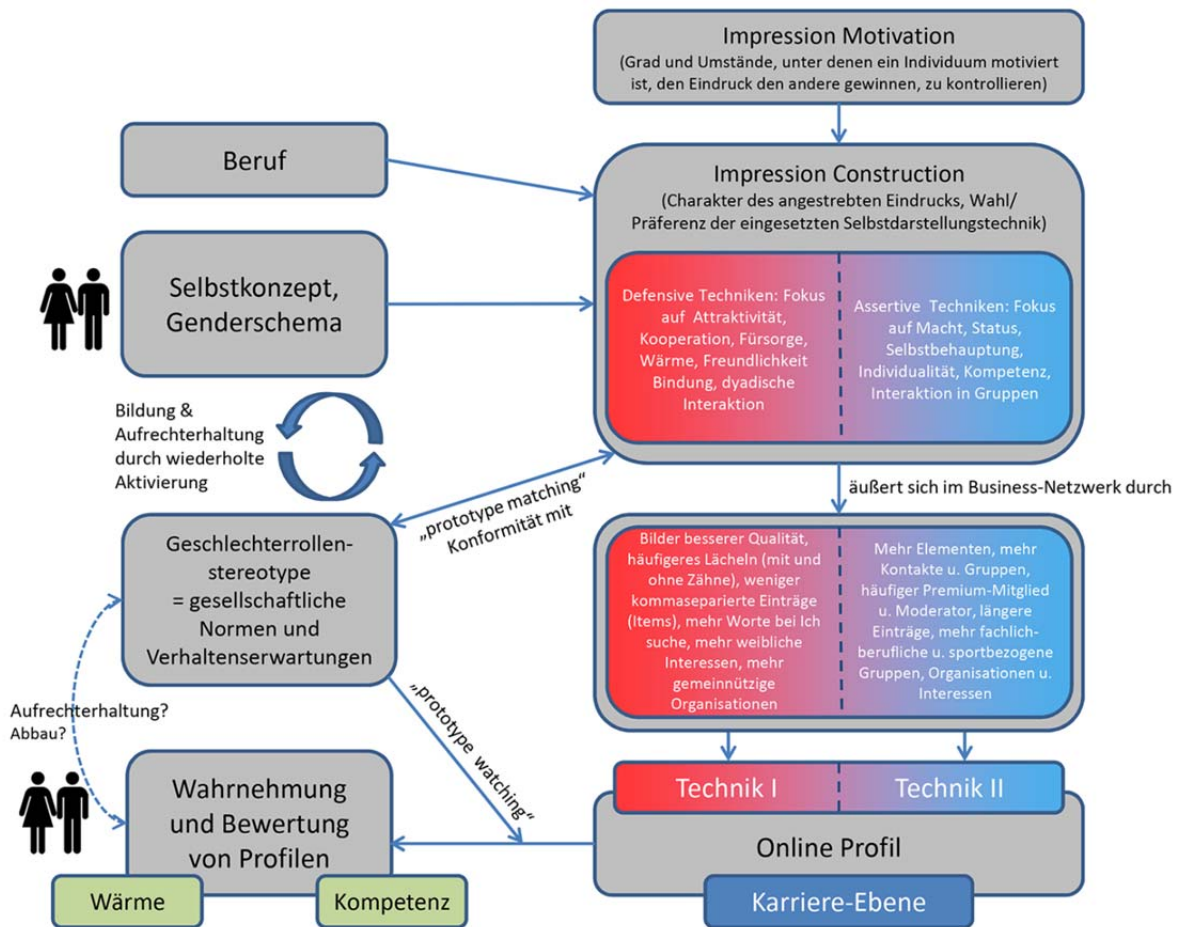 Impression Motivation
(Grad und Umstände, unter denen ein Individuum motiviert
ist, den Eindruck den andere gewinnen, zu kontrollieren)
Beruf
Impression Construction
(Charakter des angestrebten Eindrucks, Wahl/
Präferenz der eingesetzten Selbstdarstellungstechnik)
Selbstkonzept,
Genderschema
Defensive Techniken: Fokus
auf Attraktivität,
Kooperation, Fürsorge,
Wärme, Freundlichkeit
Bindung, dyadische
Interaktion
Assertive Techniken: Fokus
auf Macht, Status,
Selbstbehauptung,
Individualität, Kompetenz,
Interaktion in Gruppen
Bildung &
Aufrechterhaltung
durch wiederholte
Aktivierung
„prototype matching“
Konformität mit
äußert sich im Business-Netzwerk durch
Geschlechterrollen-
stereotype
= gesellschaftliche
Normen und
Verhaltenserwartungen
Bilder besserer Qualität,
häufigeres Lächeln (mit und
ohne Zähne), weniger
kommaseparierte Einträge
(Items), mehr Worte bei Ich
suche, mehr weibliche
Interessen, mehr
gemeinnützige
Organisationen
Mehr Elementen, mehr
Kontakte u. Gruppen,
häufiger Premium-Mitglied
u. Moderator, längere
Einträge, mehr fachlich-
berufliche u. sportbezogene
Gruppen, Organisationen u.
Interessen
Aufrechterhaltung?
Abbau?
„prototype watching“
Technik I
Technik II
Wahrnehmung
und Bewertung
von Profilen
Online Profil
Wärme
Kompetenz
Karriere-Ebene